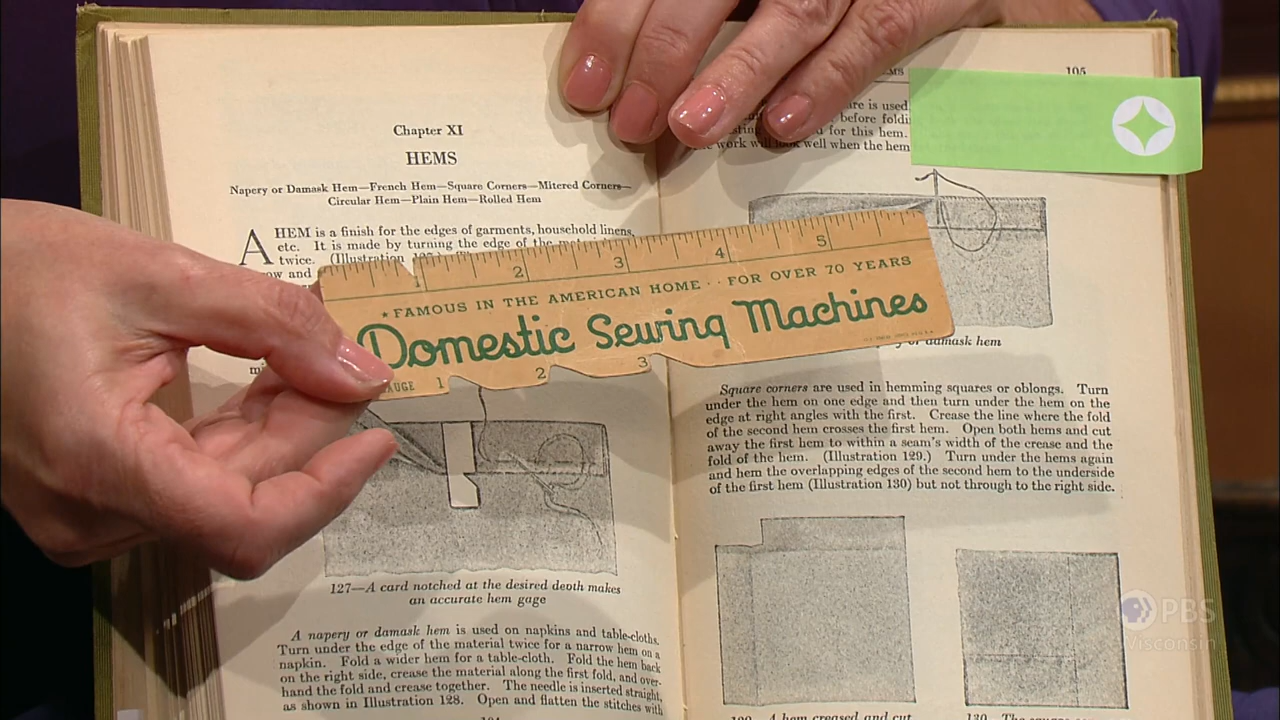 Chapter XI
HEMS
Napery or Damask Hem—French Hem—Square Corners—Mitered Corners—
Circular Hem—Plain Hem—Rolled Hem
A HEM is a finish for the edges of garments, household linens,
etc. It is made by turning the edge of the
twice. (Illustration
row and
1 2 3 4 5
★FAMOUS IN THE AMERICAN HOME · · FOR OVER 70 YEARS
Domestic Sewing Machines
1 2 3
127—A card notched at the desired depth makes
an accurate hem gage
A napery or damask hem is used on napkins and table-cloths.
Turn under the edge of the material twice for a narrow hem on a
napkin. Fold a wider hem for a table-cloth. Fold the hem back
on the right side, crease the material along the first fold, and over-
hand the fold and crease together. The needle is inserted straight,
as shown in Illustration 128. Open and flatten the stitches with
105
are is used
before
for this hem.
work will look well when the hem
damask hem
Square corners are used in hemming squares or oblongs. Turn
under the hem on one edge and then turn under the hem on the
edge at right angles with the first. Crease the line where the fold
of the second hem crosses the first hem. Open both hems and cut
away the first hem to within a seam's width of the crease and the
fold of the hem. (Illustration 129.) Turn under the hems again
and hem the overlapping edges of the second hem to the underside
of the first hem (Illustration 130) but not through to the right side.
A hem creased and cut
130—The square
PBS
Wisconsin